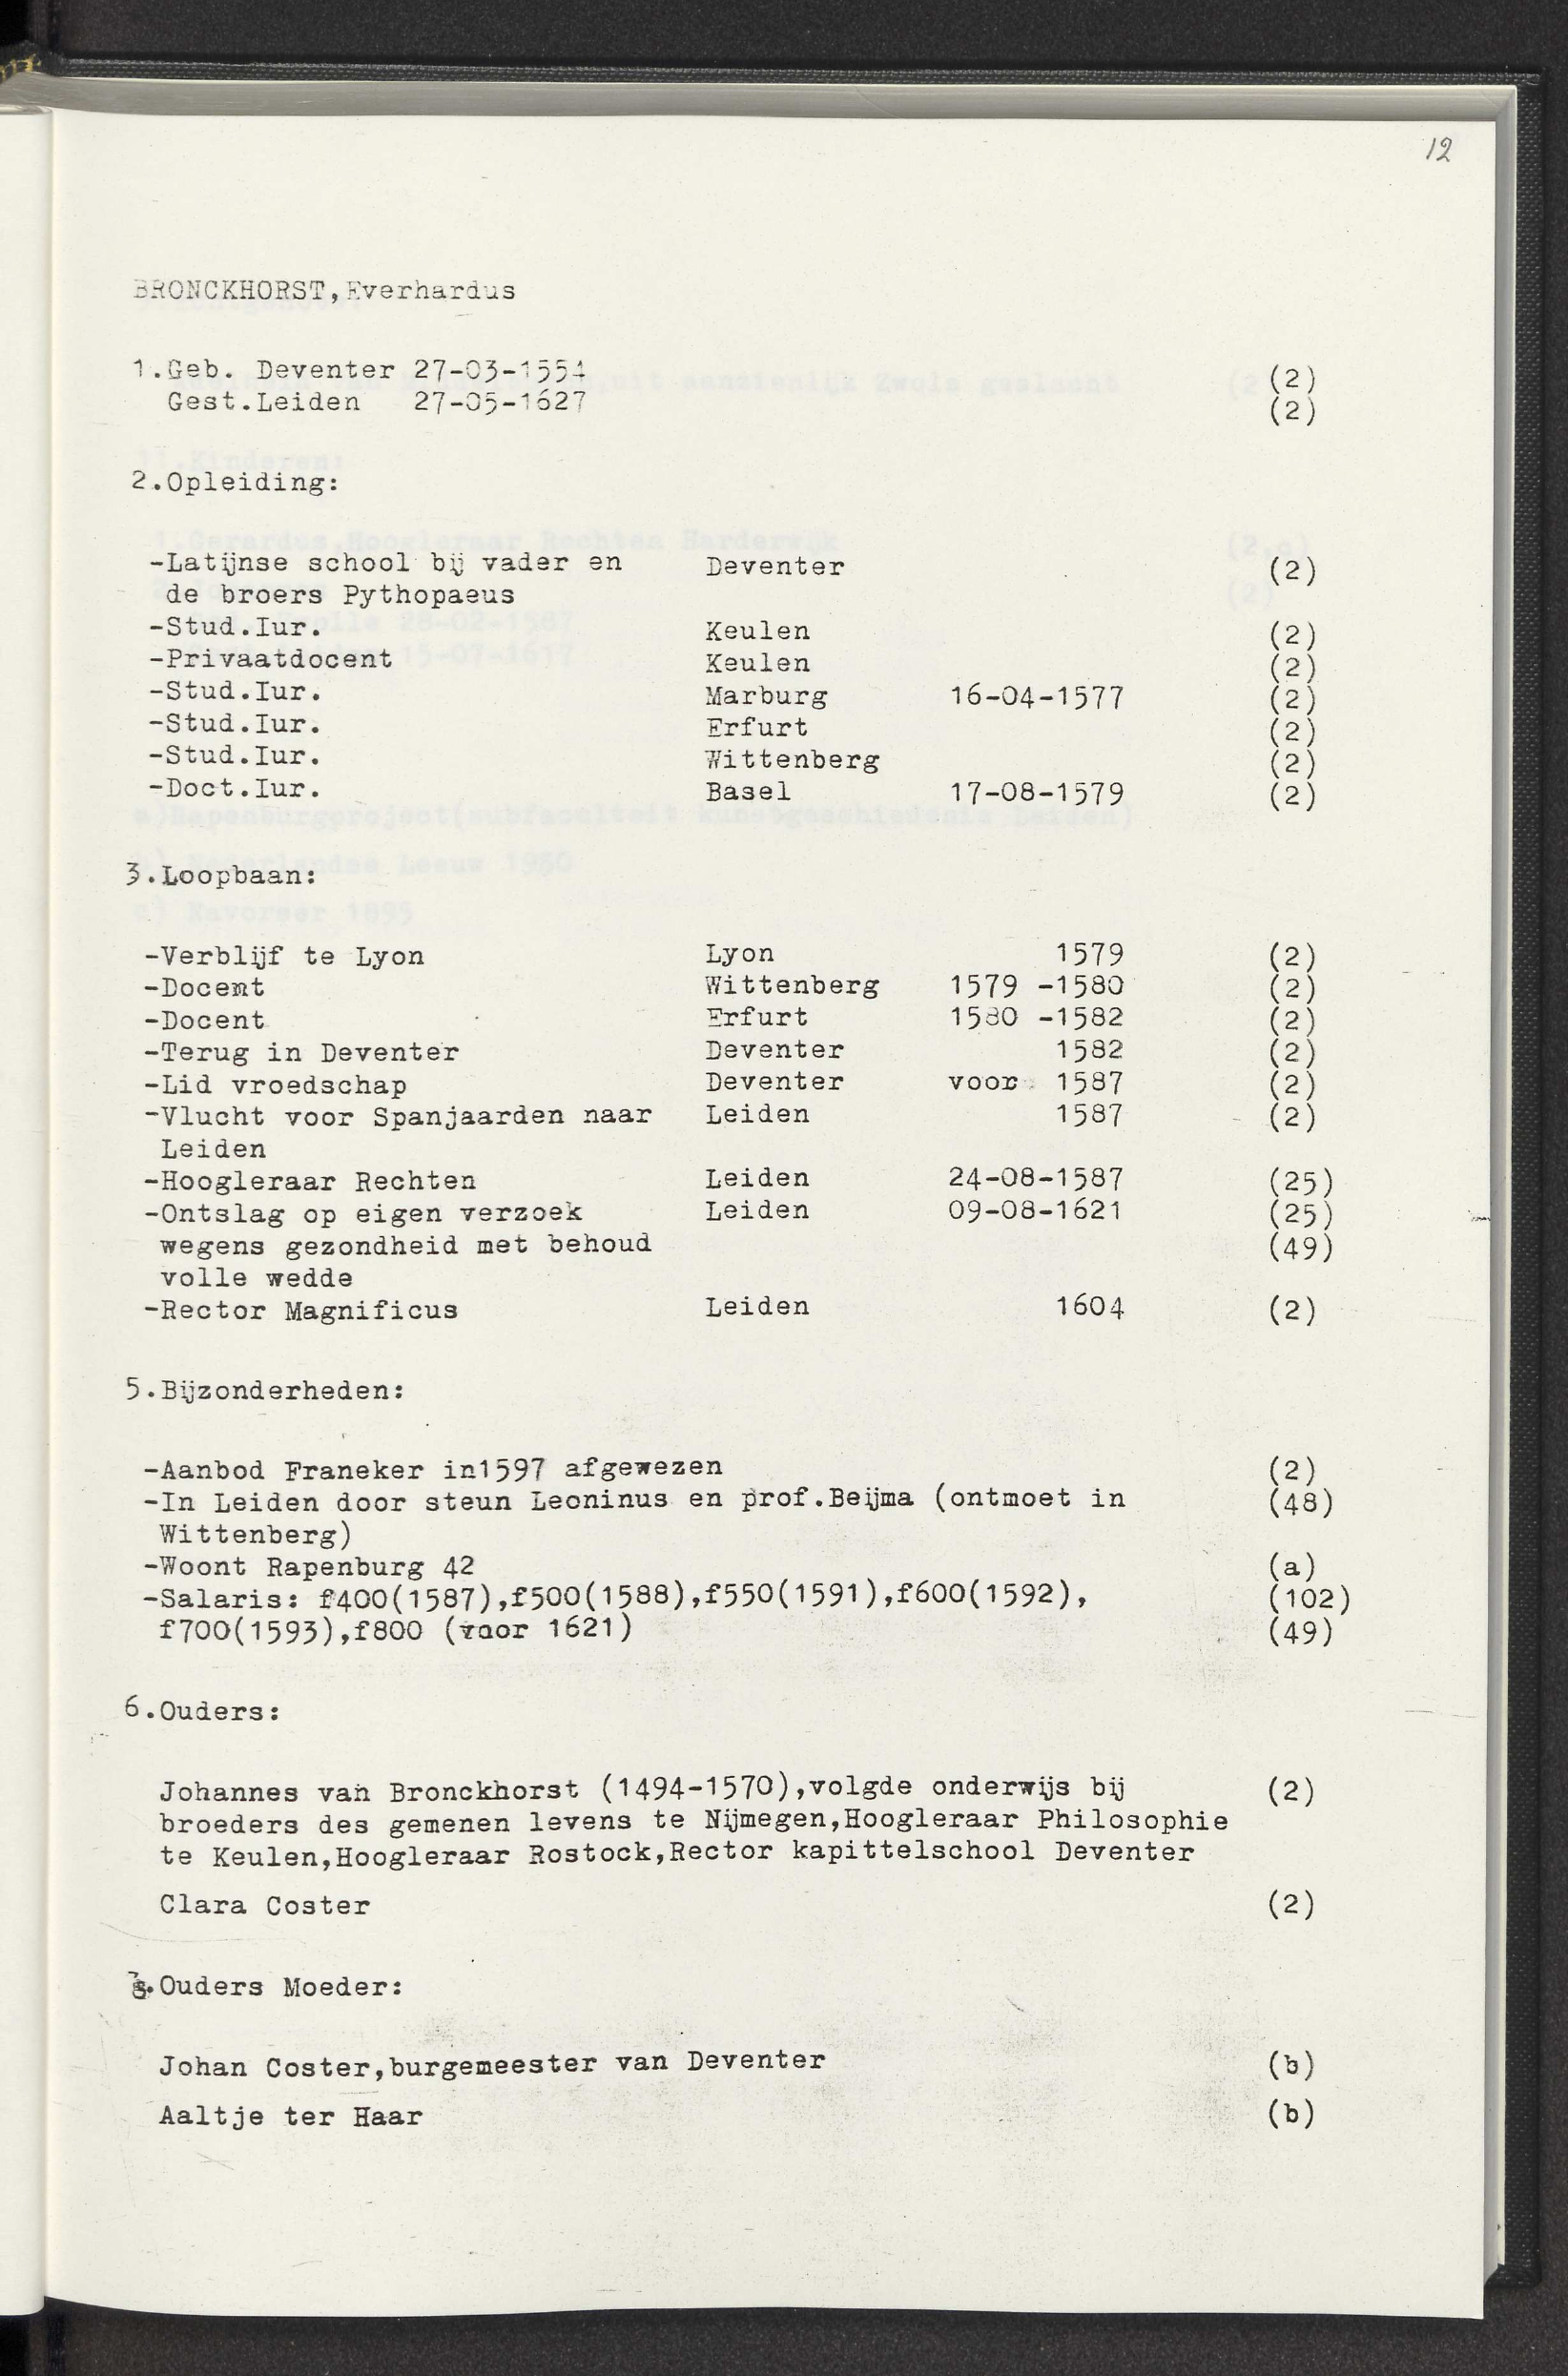 12
BRONCKHORST, Everhardus
1.Geb. Deventer 27-03-1554 (2)
Gest.Leiden 27-05-1627 (2)
2.Opleiding:
-Latijnse school bij vader en Deventer (2)
de broers Pythopaeus
-Stud.Iur. Keulen (2)
-Privaatdocent Keulen (2)
-Stud.Iur. Marburg 16-04-1577 (2)
-Stud.Iur. Erfurt (2)
-Stud.Iur. Wittenberg (2)
-Doct.Iur. Basel 17-08-1579 (2)
3.Loopbaan:
-Verblijf te Lyon Lyon 1579 (2)
-Docent Wittenberg 1579 -1580 (2)
-Docent Erfurt 1580 -1582 (2)
-Terug in Deventer Deventer 1582 (2)
-Lid vroedschap Deventer voor 1587 (2)
-Vlucht voor Spanjaarden naar Leiden 1587 (2)
Leiden
-Hoogleraar Rechten Leiden 24-08-1587 (25)
-Ontslag op eigen verzoek Leiden 09-08-1621 (25)
wegens gezondheid met behoud (49)
volle wedde
-Rector Magnificus Leiden 1604 (2)
5.Bijzonderheden:
-Aanbod Franeker in1597 afgewezen (2)
-In Leiden door steun Leoninus en prof.Beijma (ontmoet in (48)
Wittenberg)
-Woont Rapenburg 42 (a)
-Salaris: f400(1587),f500(1588),f550(1591),f600(1592), (102)
f700(1593),f800 (voor 1621) (49)
6.Ouders:
Johannes van Bronckhorst (1494-1570),volgde onderwijs bij (2)
broeders des gemenen levens te Nijmegen,Hoogleraar Philosophie
te Keulen,Hoogleraar Rostock,Rector kapittelschool Deventer
Clara Coster (2)
8.Ouders Moeder:
Johan Coster,burgemeester van Deventer (b)
Aaltje ter Haar (b)